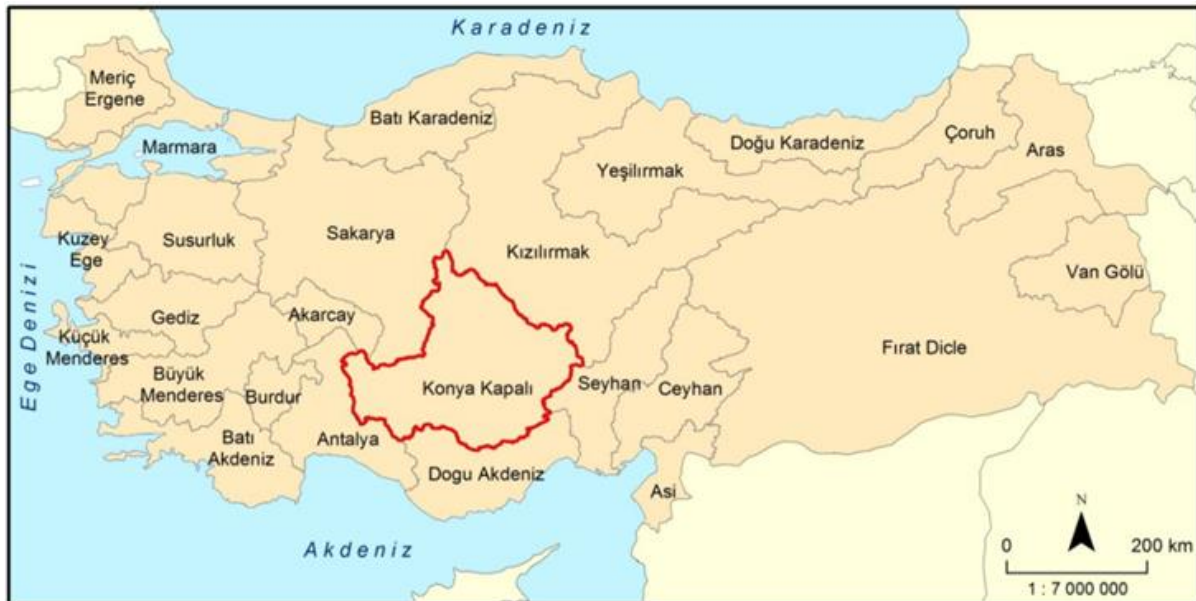 Karadeniz
Meriç
Ergene
Batı Karadeniz
Marmara
Doğu Karadeniz
Çoruh
Aras
Yeşilırmak
Kuzey
Ege
Susurluk
Sakarya
Kızılırmak
Van Gölü
Ege Denizi
Gediz
Akarcay
Küçük
Menderes
Fırat Dicle
Büyük
Menderes
Burdur
Konya Kapalı
Seyhan
Ceyhan
Batı
Akdeniz
Antalya
Dogu Akdeniz
Asi
Akdeniz
N
0 200 km
1 : 7 000 000